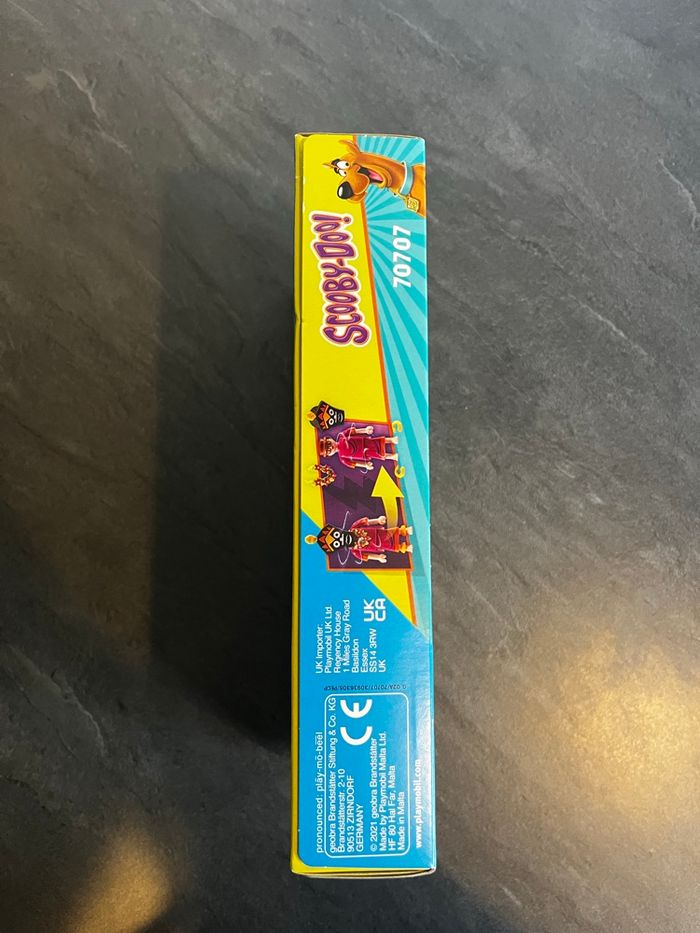 SCOOBY-DOO!
70707
UK Importer:
Playmobil UK Ltd.
Regency House
1 Miles Gray Road
Basildon
Essex
SS14 3RW
UK
UK
CA
pronounced: plāy-mō-bēēl
geobra Brandstätter Stiftung & Co. KG
Brandstätterstr. 2-10
90513 ZIRNDORF
GERMANY
CE
© 2021 geobra Brandstätter
Made by Playmobil Malta Ltd.
HF 80 Hal Far, Malta
Made in Malta
www.playmobil.com